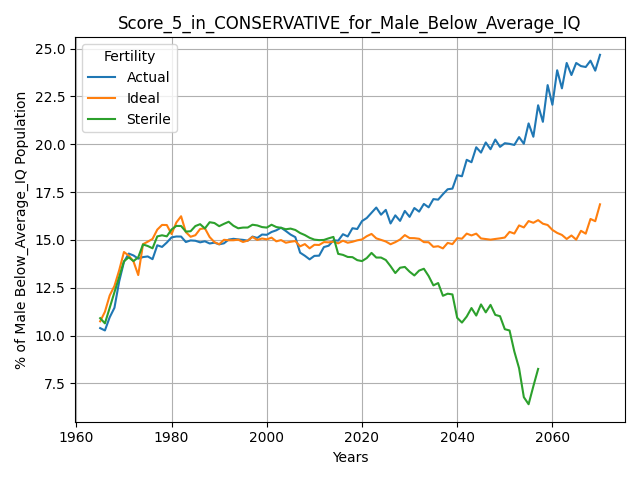 Score_5_in_CONSERVATIVE_for_Male_Below_Average_IQ
Fertility
Actual
Ideal
Sterile
% of Male Below_Average_IQ Population
25.0
22.5
20.0
17.5
15.0
12.5
10.0
7.5
1960
1980
2000
2020
2040
2060
Years